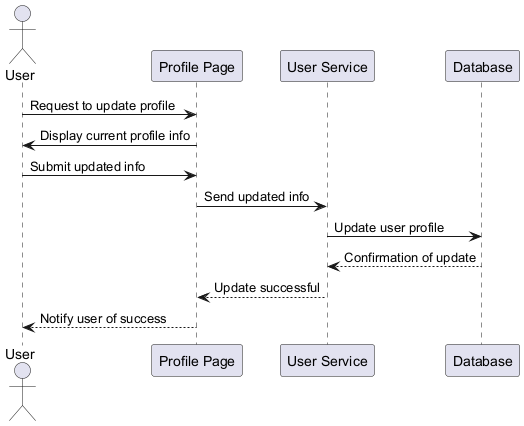 User
Profile Page
User Service
Database
Request to update profile
Display current profile info
Submit updated info
Send updated info
Update user profile
Confirmation of update
Update successful
Notify user of success
User
Profile Page
User Service
Database